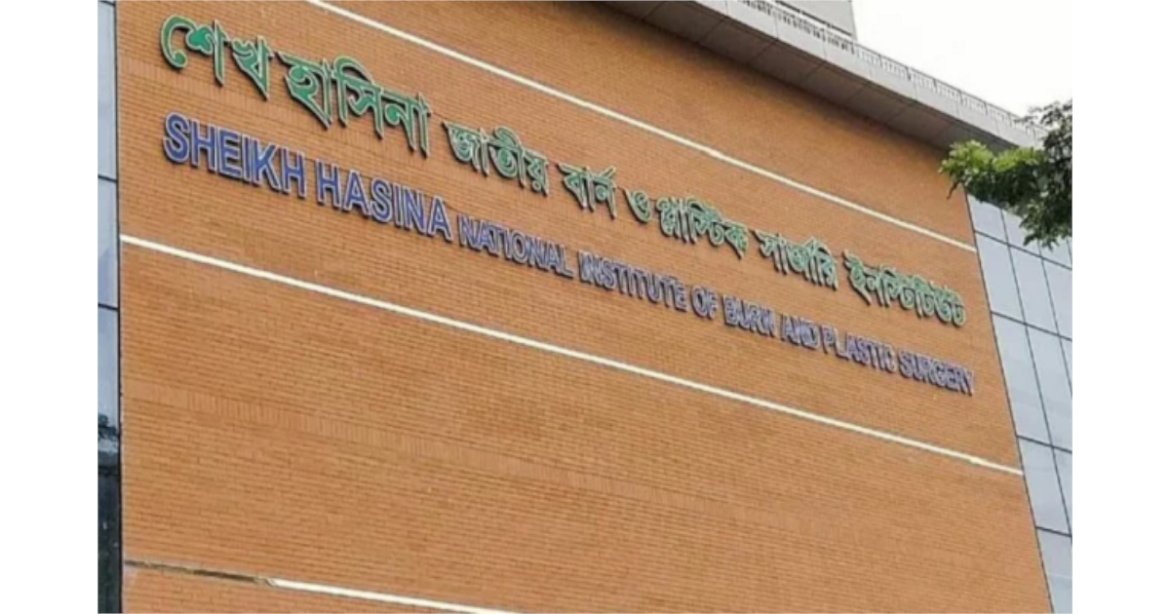 শেখ হাসিনা জাতীয় বার্ন ও প্লাস্টিক সার্জারি ইনস্টিটিউট
SHEIKH HASINA NATIONAL INSTITUTE OF BURN AND PLASTIC SURGERY